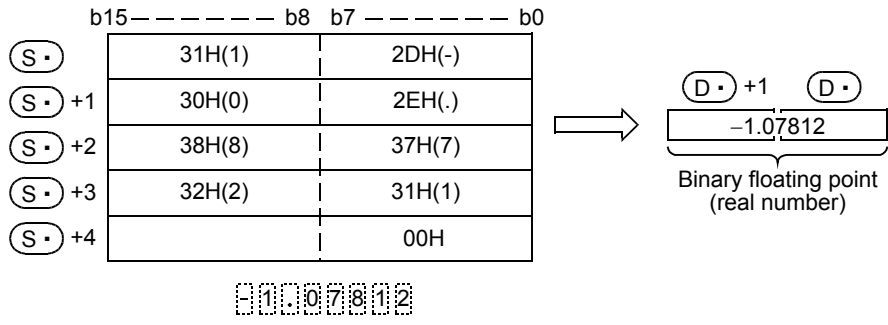 b15 — — — — — — b8 b7 — — — — — — b0
S· 31H(1) 2DH(-)
S· +1 30H(0) 2EH(.)
S· +2 38H(8) 37H(7)
S· +3 32H(2) 31H(1)
S· +4 00H
-1.07812
D· +1 D·
−1.07812
Binary floating point
(real number)